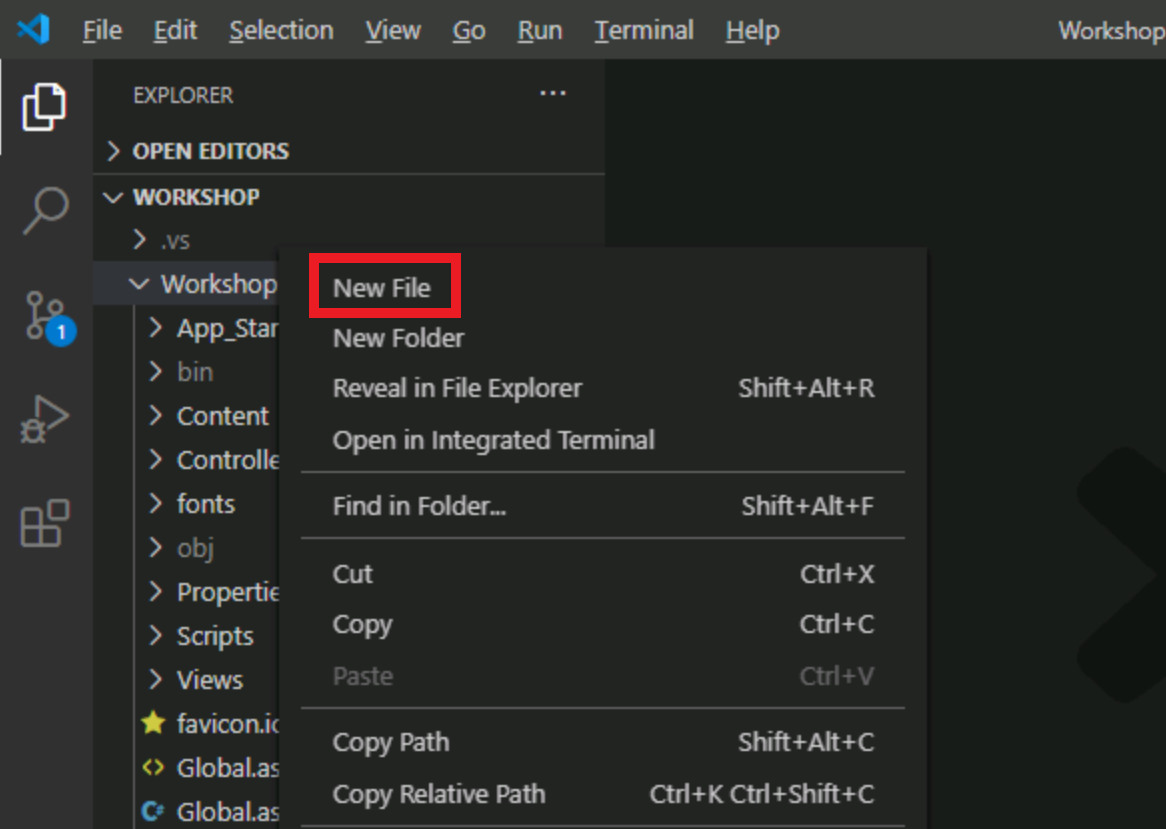 File Edit Selection View Go Run Terminal Help Workshop
EXPLORER ...
OPEN EDITORS
WORKSHOP
.vs
Workshop
New File
New Folder
Reveal in File Explorer Shift+Alt+R
Open in Integrated Terminal
Find in Folder... Shift+Alt+F
Cut Ctrl+X
Copy Ctrl+C
Paste Ctrl+V
Copy Path Shift+Alt+C
Copy Relative Path Ctrl+K Ctrl+Shift+C
App_Star
bin
Content
Controlle
fonts
obj
Propertie
Scripts
Views
favicon.ic
<> Global.as
C# Global.as
1